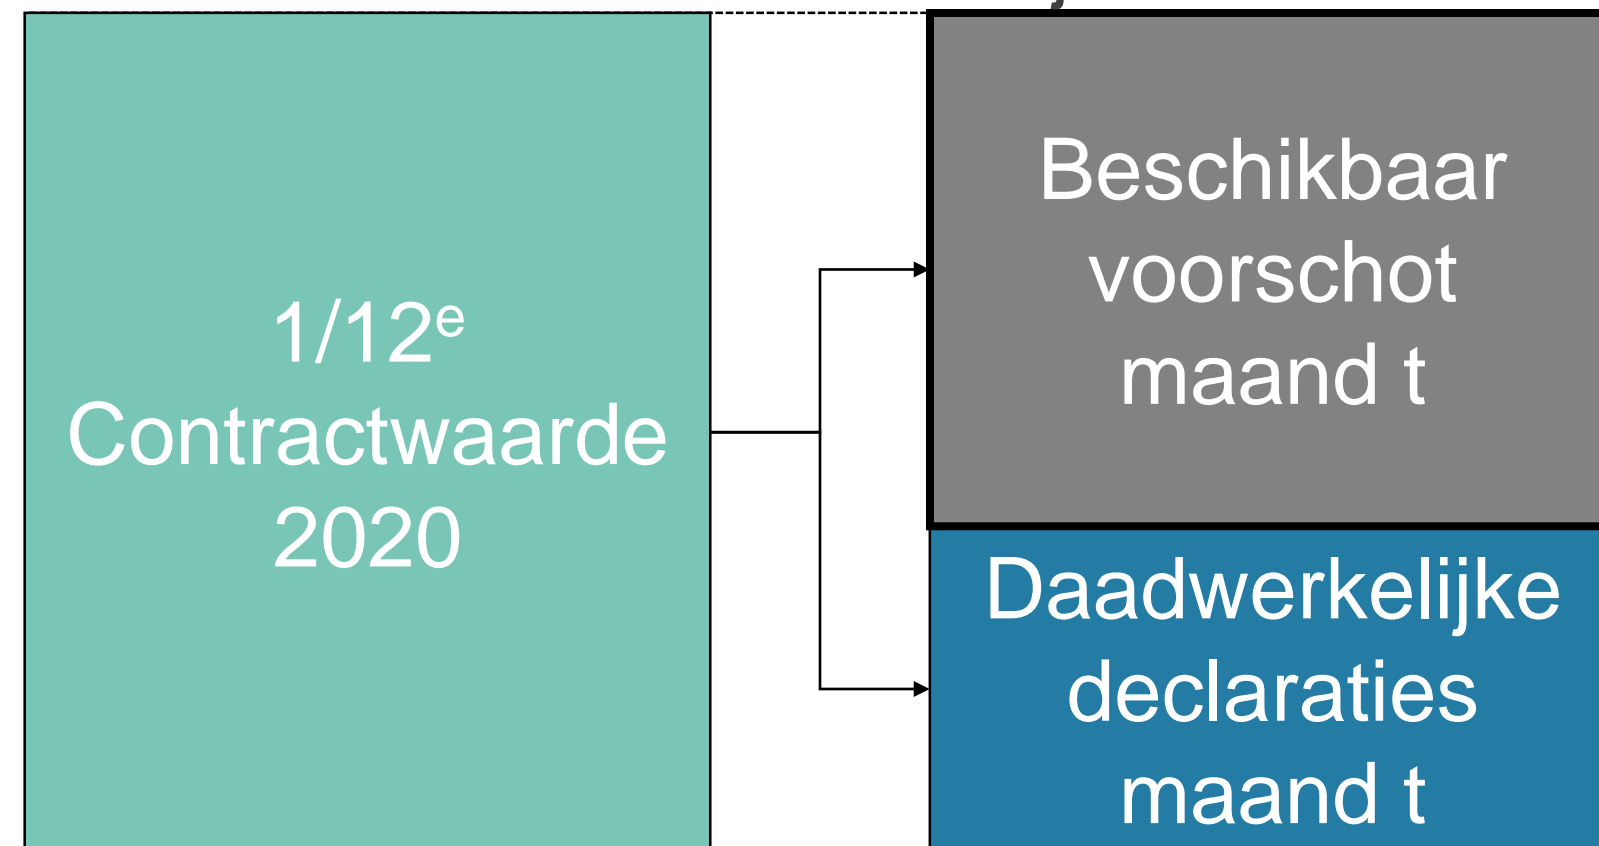 1/12e
Contractwaarde
2020
Beschikbaar
voorschot
maand t
Daadwerkelijke
declaraties
maand t